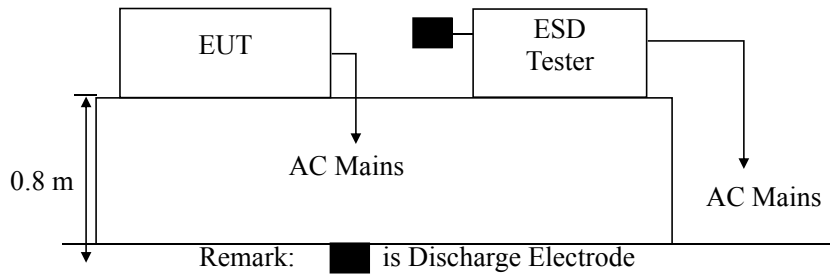 EUT
ESD
Tester
AC Mains
0.8 m
AC Mains
Remark: is Discharge Electrode